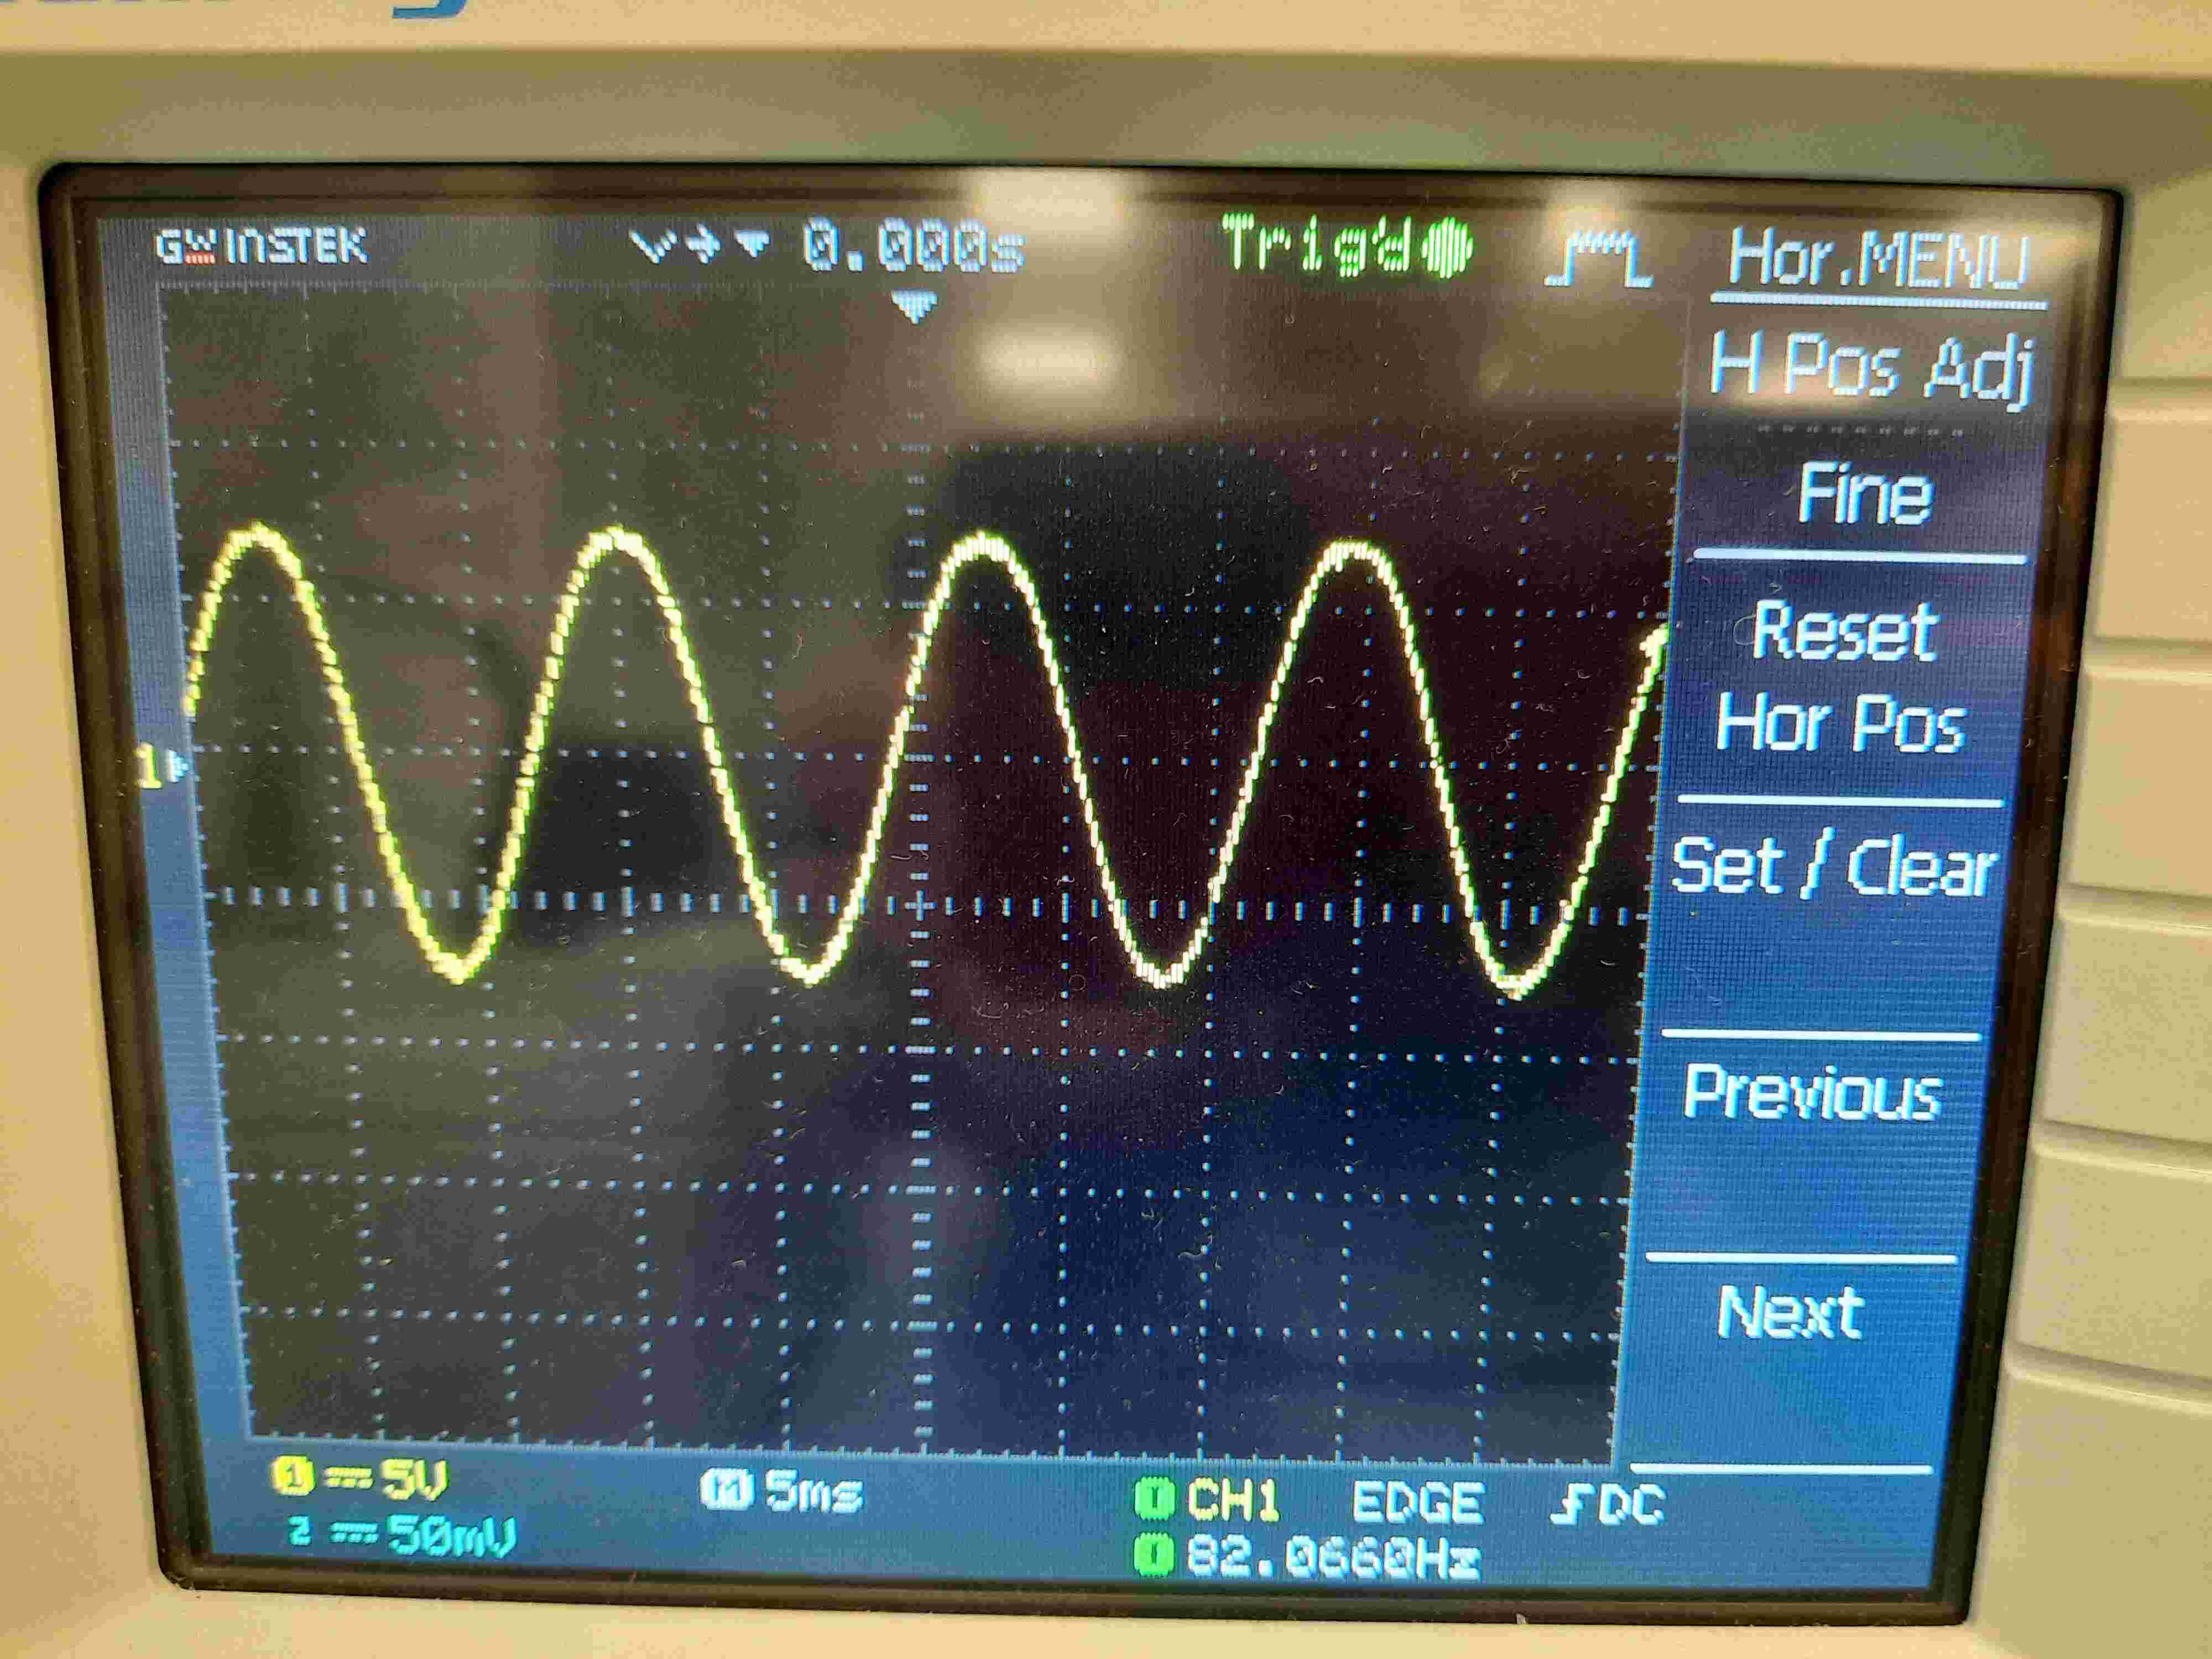 GW INSTEK 0.000s Trig'd Hor.MENU
H Pos Adj
Fine
Reset
Hor Pos
1
Set / Clear
Previous
Next
1 5V M 5ms T CH1 EDGE DC
2 50mV 82.0660Hz